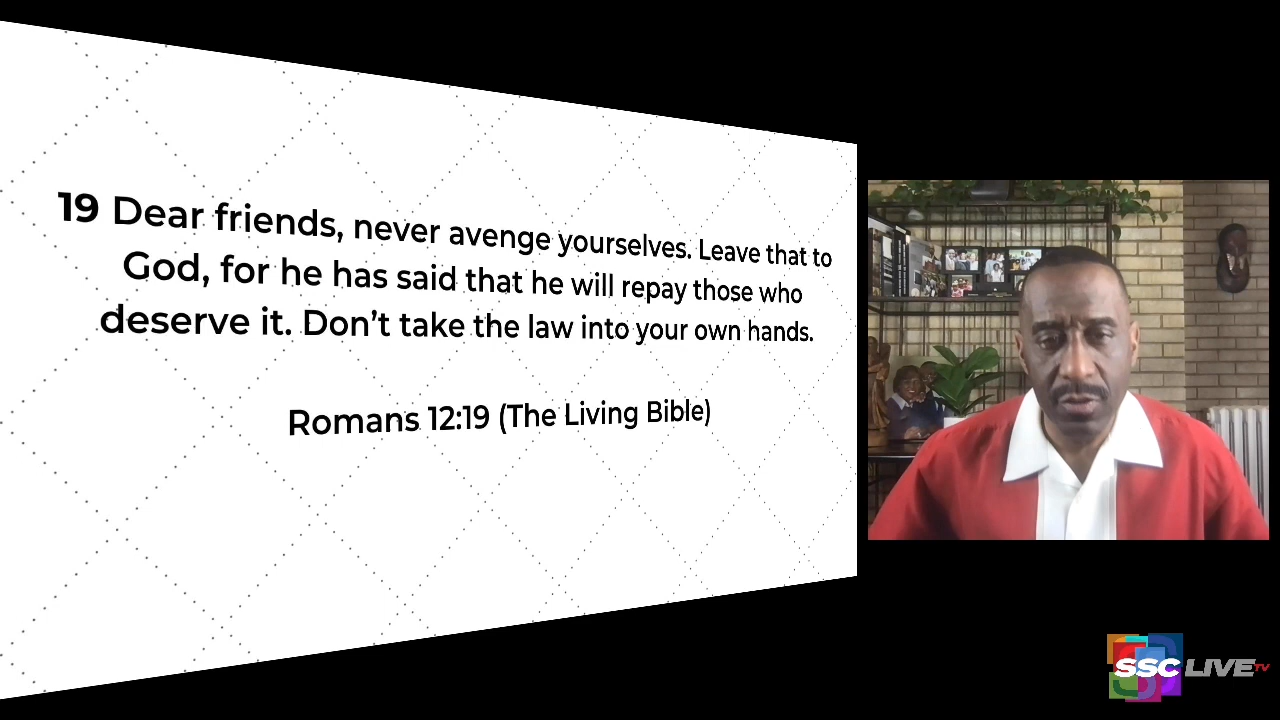 19 Dear friends, never avenge yourselves. Leave that to
God, for he has said that he will repay those who
deserve it. Don’t take the law into your own hands.
Romans 12:19 (The Living Bible)
SSC LIVE TV